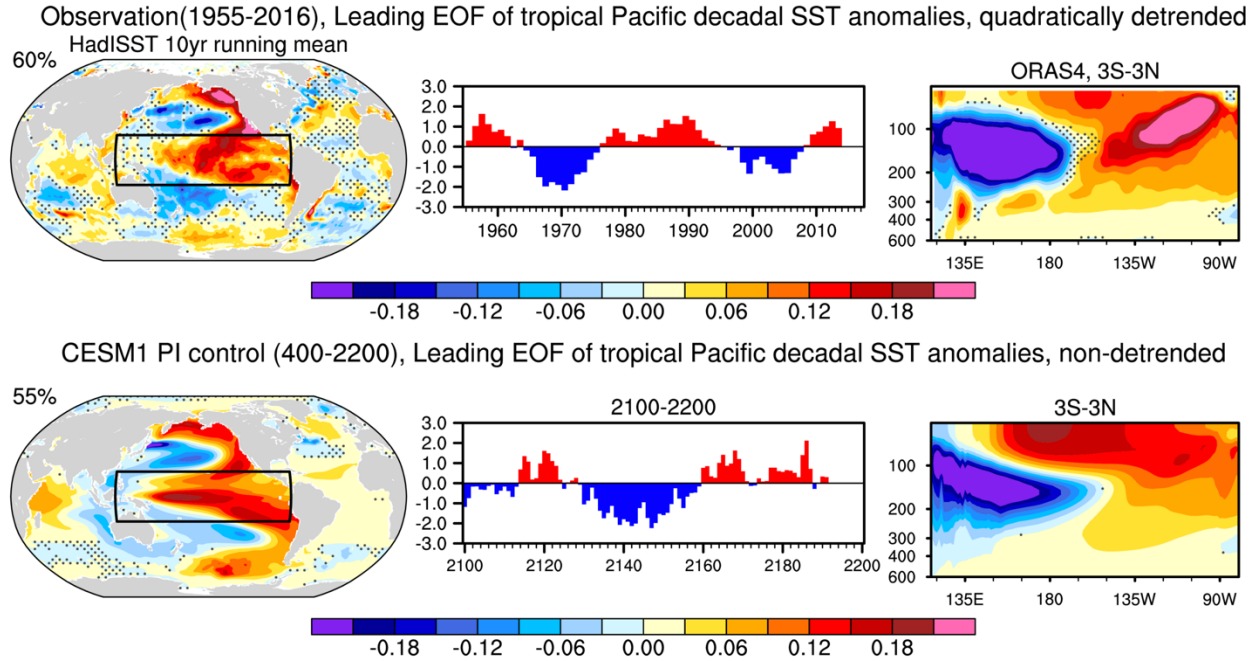 Observation(1955-2016), Leading EOF of tropical Pacific decadal SST anomalies, quadratically detrended
HadISST 10yr running mean
60%
ORAS4, 3S-3N
3.0
2.0
1.0
0.0
-1.0
-2.0
-3.0
1960 1970 1980 1990 2000 2010
100
200
300
400
600
135E 180 135W 90W
-0.18 -0.12 -0.06 0.00 0.06 0.12 0.18
CESM1 PI control (400-2200), Leading EOF of tropical Pacific decadal SST anomalies, non-detrended
55%
2100-2200
3S-3N
3.0
2.0
1.0
0.0
-1.0
-2.0
-3.0
2100 2120 2140 2160 2180 2200
100
200
300
400
600
135E 180 135W 90W
-0.18 -0.12 -0.06 0.00 0.06 0.12 0.18